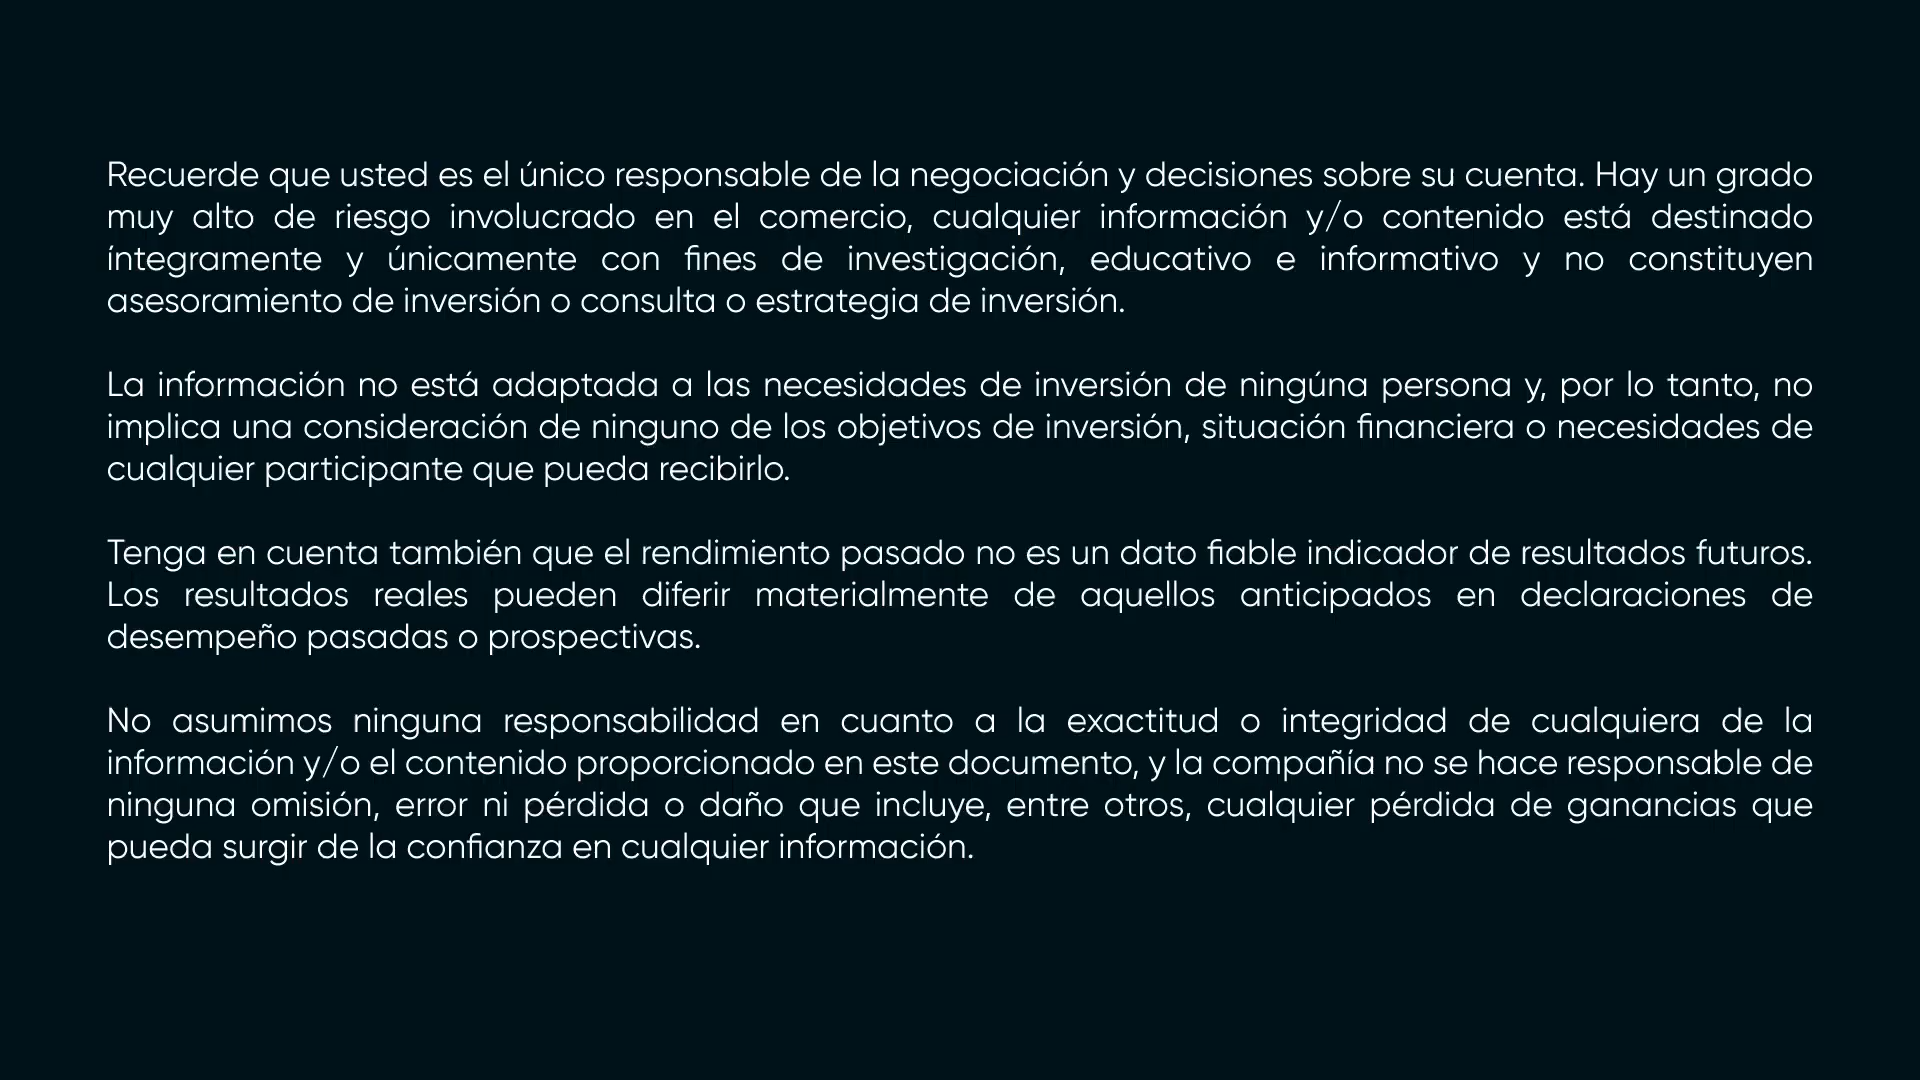 Recuerde que usted es el único responsable de la negociación y decisiones sobre su cuenta. Hay un grado
muy alto de riesgo involucrado en el comercio, cualquier información y/o contenido está destinado
íntegramente y únicamente con fines de investigación, educativo e informativo y no constituyen
asesoramiento de inversión o consulta o estrategia de inversión.
La información no está adaptada a las necesidades de inversión de ningúna persona y, por lo tanto, no
implica una consideración de ninguno de los objetivos de inversión, situación financiera o necesidades de
cualquier participante que pueda recibirlo.
Tenga en cuenta también que el rendimiento pasado no es un dato fiable indicador de resultados futuros.
Los resultados reales pueden diferir materialmente de aquellos anticipados en declaraciones de
desempeño pasadas o prospectivas.
No asumimos ninguna responsabilidad en cuanto a la exactitud o integridad de cualquiera de la
información y/o el contenido proporcionado en este documento, y la compañía no se hace responsable de
ninguna omisión, error ni pérdida o daño que incluye, entre otros, cualquier pérdida de ganancias que
pueda surgir de la confianza en cualquier información.